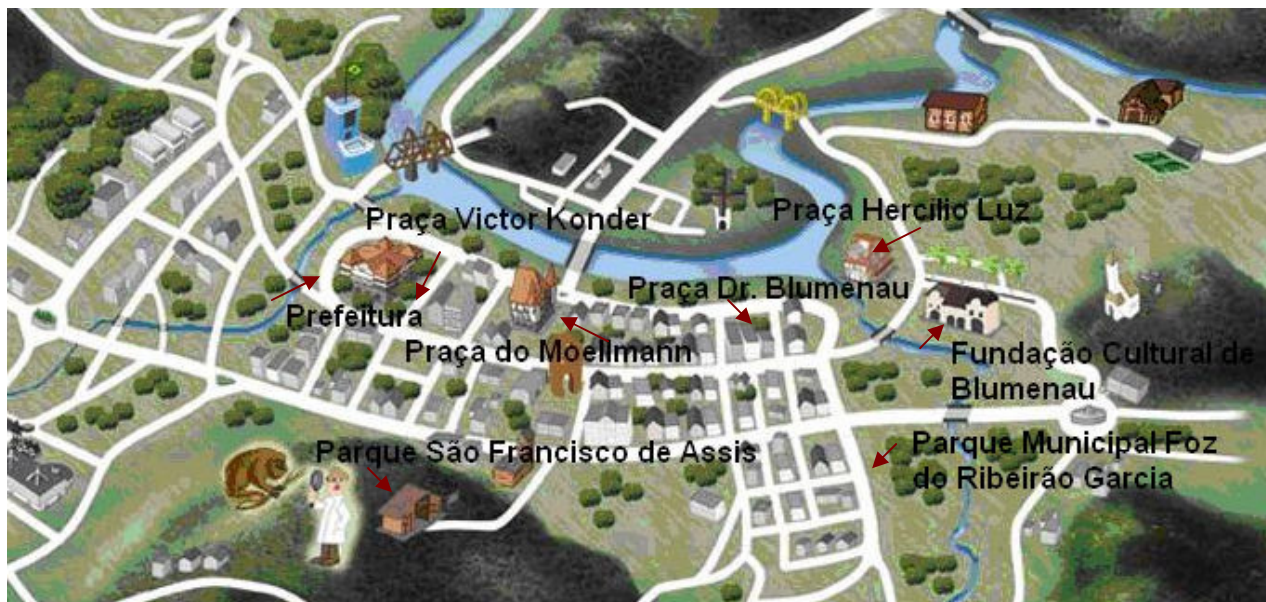 Praça Victor Konder
Praça Hercílio Luz
Praça Dr. Blumenau
Prefeitura
Praça do Moellmann
Fundação Cultural de
Blumenau
Parque São Francisco de Assis
Parque Municipal Foz
do Ribeirão Garcia